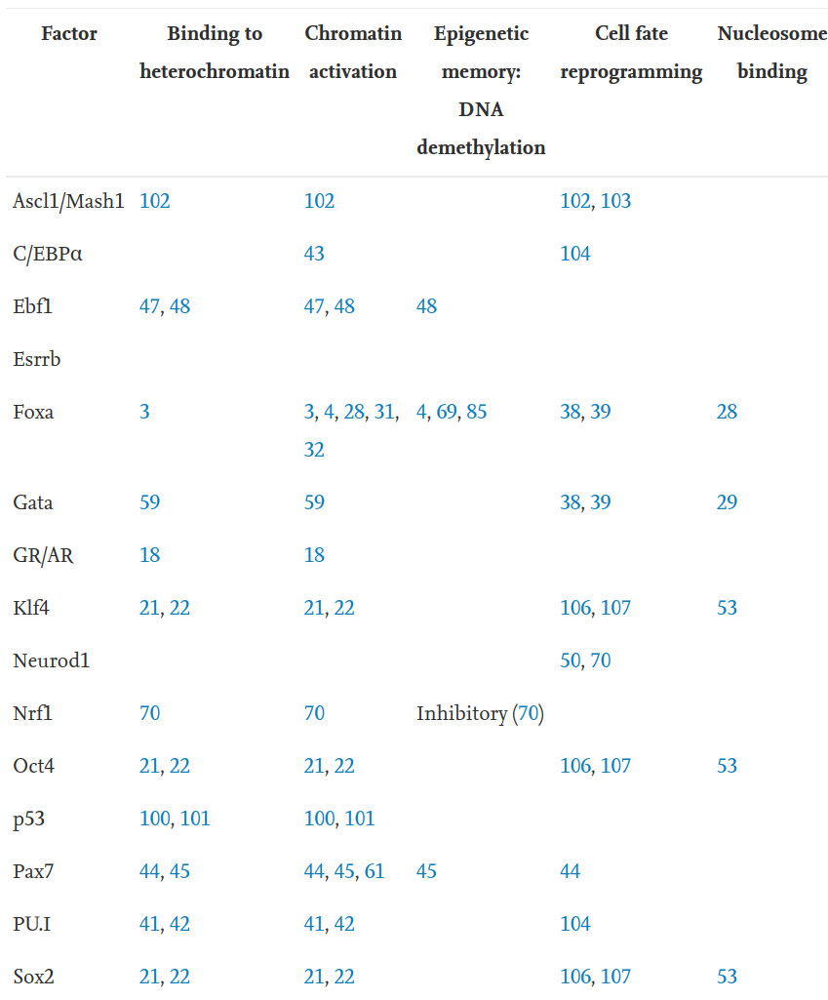 Factor Binding to heterochromatin Chromatin activation Epigenetic memory: DNA demethylation Cell fate reprogramming Nucleosome binding
Ascl1/Mash1 102 102 102, 103
C/EBPα 43 104
Ebf1 47, 48 47, 48 48
Esrrb
Foxa 3 3, 4, 28, 31, 32 4, 69, 85 38, 39 28
Gata 59 59 38, 39 29
GR/AR 18 18
Klf4 21, 22 21, 22 106, 107 53
Neurod1 50, 70
Nrf1 70 70 Inhibitory (70)
Oct4 21, 22 21, 22 106, 107 53
p53 100, 101 100, 101
Pax7 44, 45 44, 45, 61 45 44
PU.I 41, 42 41, 42 104
Sox2 21, 22 21, 22 106, 107 53